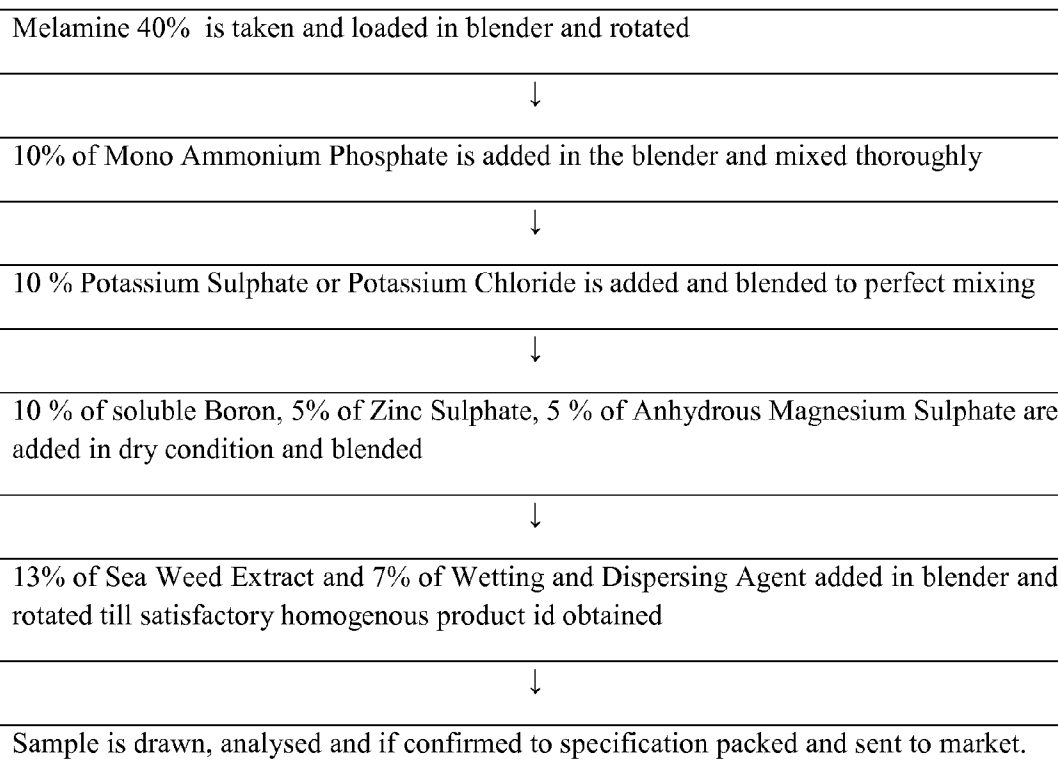 Melamine 40%  is taken and loaded in blender and rotated
↓
10% of Mono Ammonium Phosphate is added in the blender and mixed thoroughly
↓
10 % Potassium Sulphate or Potassium Chloride is added and blended to perfect mixing
↓
10 % of soluble Boron, 5% of Zinc Sulphate, 5 % of Anhydrous Magnesium Sulphate are
added in dry condition and blended
↓
13% of Sea Weed Extract and 7% of Wetting and Dispersing Agent added in blender and
rotated till satisfactory homogenous product id obtained
↓
Sample is drawn, analysed and if confirmed to specification packed and sent to market.